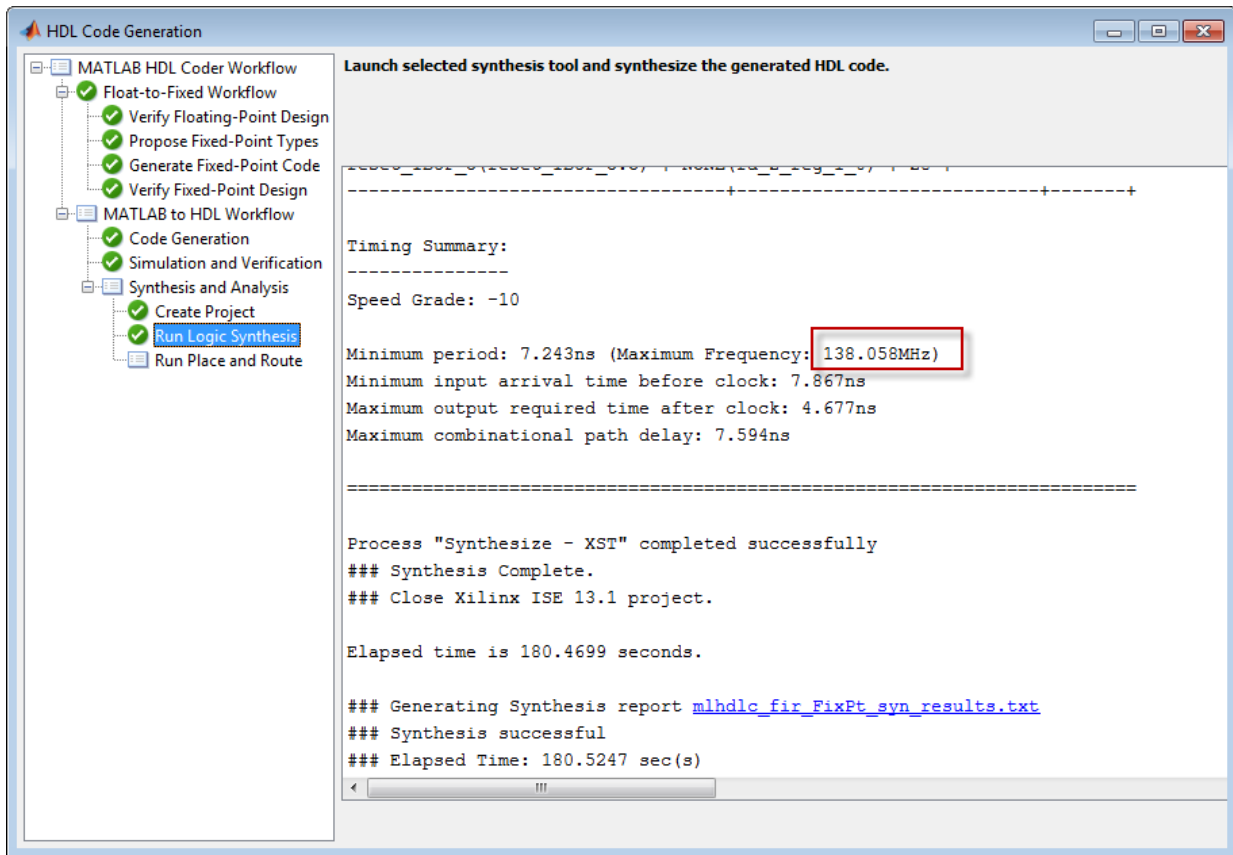 HDL Code Generation
MATLAB HDL Coder Workflow
Float-to-Fixed Workflow
Verify Floating-Point Design
Propose Fixed-Point Types
Generate Fixed-Point Code
Verify Fixed-Point Design
MATLAB to HDL Workflow
Code Generation
Simulation and Verification
Synthesis and Analysis
Create Project
Run Logic Synthesis
Run Place and Route
Launch selected synthesis tool and synthesize the generated HDL code.
-----------------------------------+----------------------------+-------+
Timing Summary:
---------------
Speed Grade: -10
Minimum period: 7.243ns (Maximum Frequency: 138.058MHz)
Minimum input arrival time before clock: 7.867ns
Maximum output required time after clock: 4.677ns
Maximum combinational path delay: 7.594ns
=========================================================================
Process "Synthesize - XST" completed successfully
### Synthesis Complete.
### Close Xilinx ISE 13.1 project.
Elapsed time is 180.4699 seconds.
### Generating Synthesis report mlhdlc_fir_FixPt_syn_results.txt
### Synthesis successful
### Elapsed Time: 180.5247 sec(s)